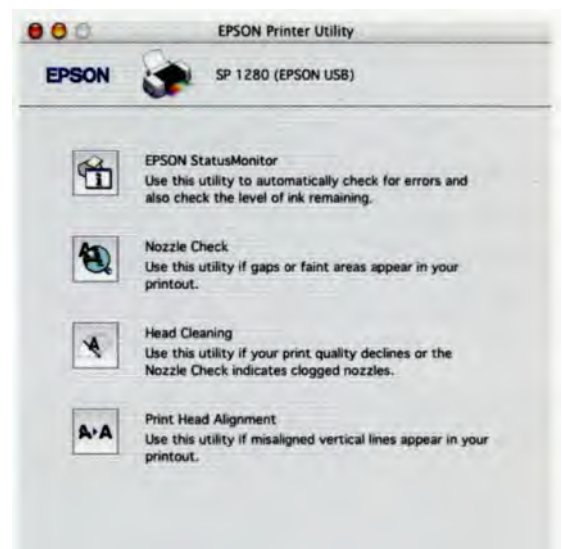 EPSON Printer Utility
EPSON
SP 1280 (EPSON USB)
EPSON StatusMonitor
Use this utility to automatically check for errors and
also check the level of ink remaining.
Nozzle Check
Use this utility if gaps or faint areas appear in your
printout.
Head Cleaning
Use this utility if your print quality declines or the
Nozzle Check indicates clogged nozzles.
A▸A
Print Head Alignment
Use this utility if misaligned vertical lines appear in your
printout.